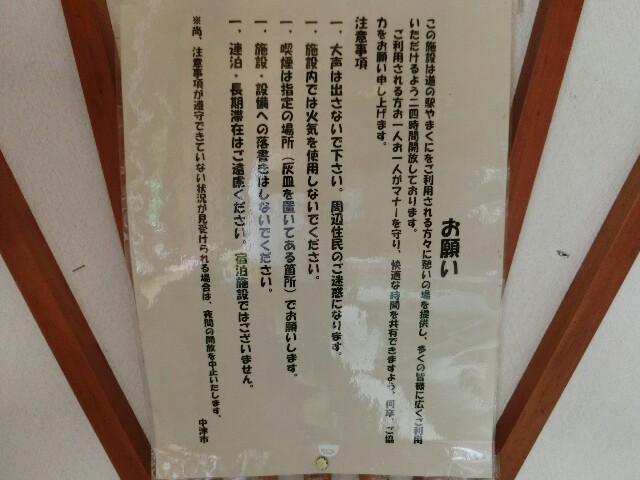 お願い
この施設は道の駅やまくにをご利用される方々に憩いの場を提供し、多くの皆様に広くご利用
いただけるよう二四時間開放しております。
ご利用される方お一人お一人がマナーを守り、快適な時間を共有できますよう、何卒、ご協
力をお願い申し上げます。
注意事項
一、大声は出さないで下さい。周辺住民のご迷惑になります。
一、施設内では火気を使用しないでください。
一、喫煙は指定の場所（灰皿を置いてある箇所）でお願いします。
一、施設・設備への落書きはしないでください。
一、連泊・長期滞在はご遠慮ください。宿泊施設ではございません。
※尚、注意事項が遵守できていない状況が見受けられる場合は、夜間の開放を中止いたします。
中津市